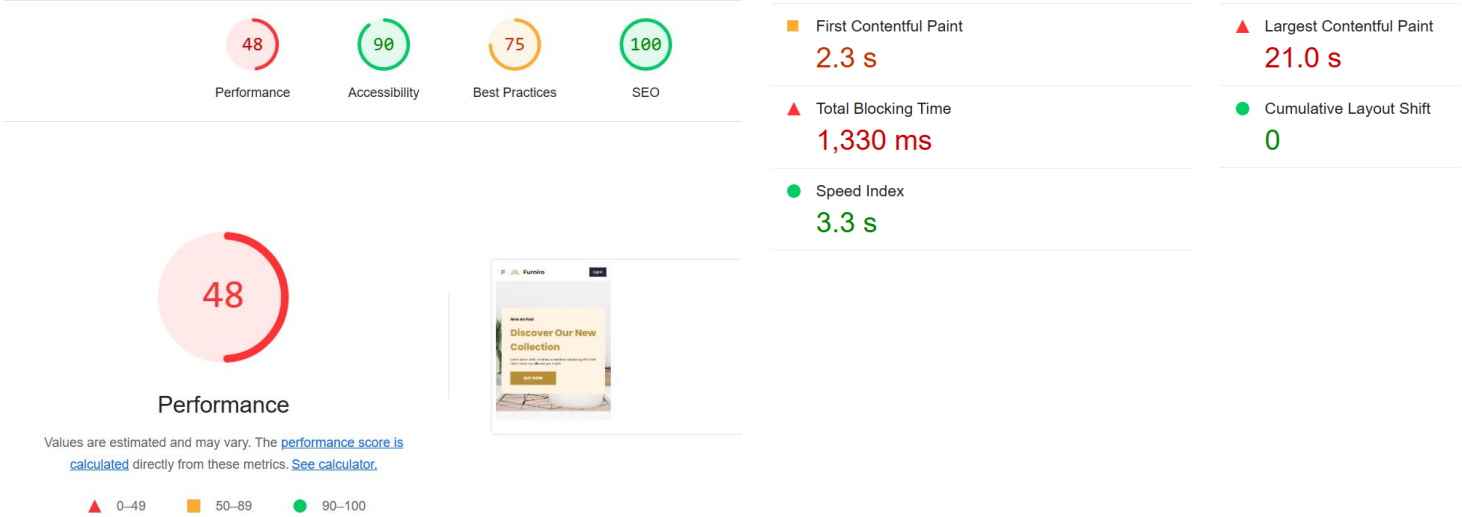 48
90
75
100
Performance
Accessibility
Best Practices
SEO
48
Performance
Values are estimated and may vary. The performance score is
calculated directly from these metrics. See calculator.
0–49
50–89
90–100
Furniro
Sign In
New Arrival
Discover Our New
Collection
BUY NOW
First Contentful Paint
2.3 s
Largest Contentful Paint
21.0 s
Total Blocking Time
1,330 ms
Cumulative Layout Shift
0
Speed Index
3.3 s